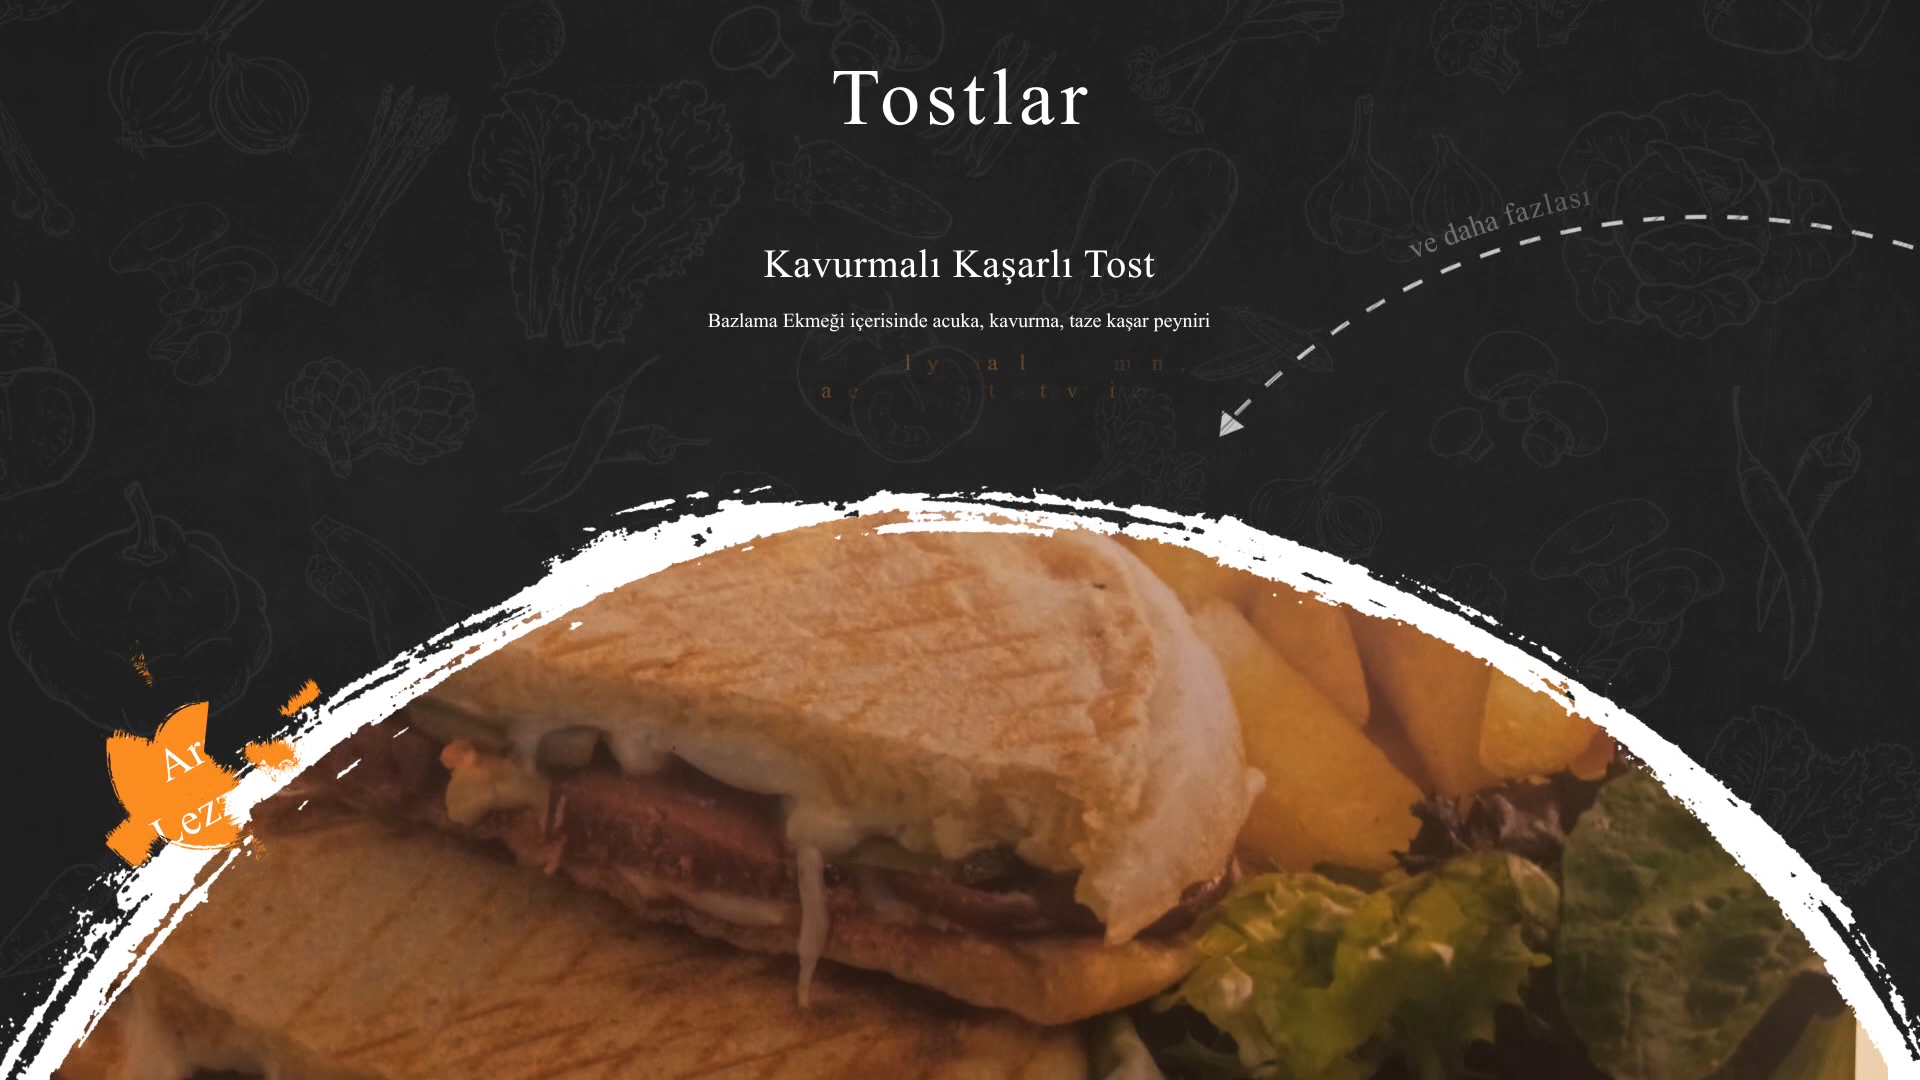 Tostlar
ve daha fazlası
Kavurmalı Kaşarlı Tost
Bazlama Ekmeği içerisinde acuka, kavurma, taze kaşar peyniri